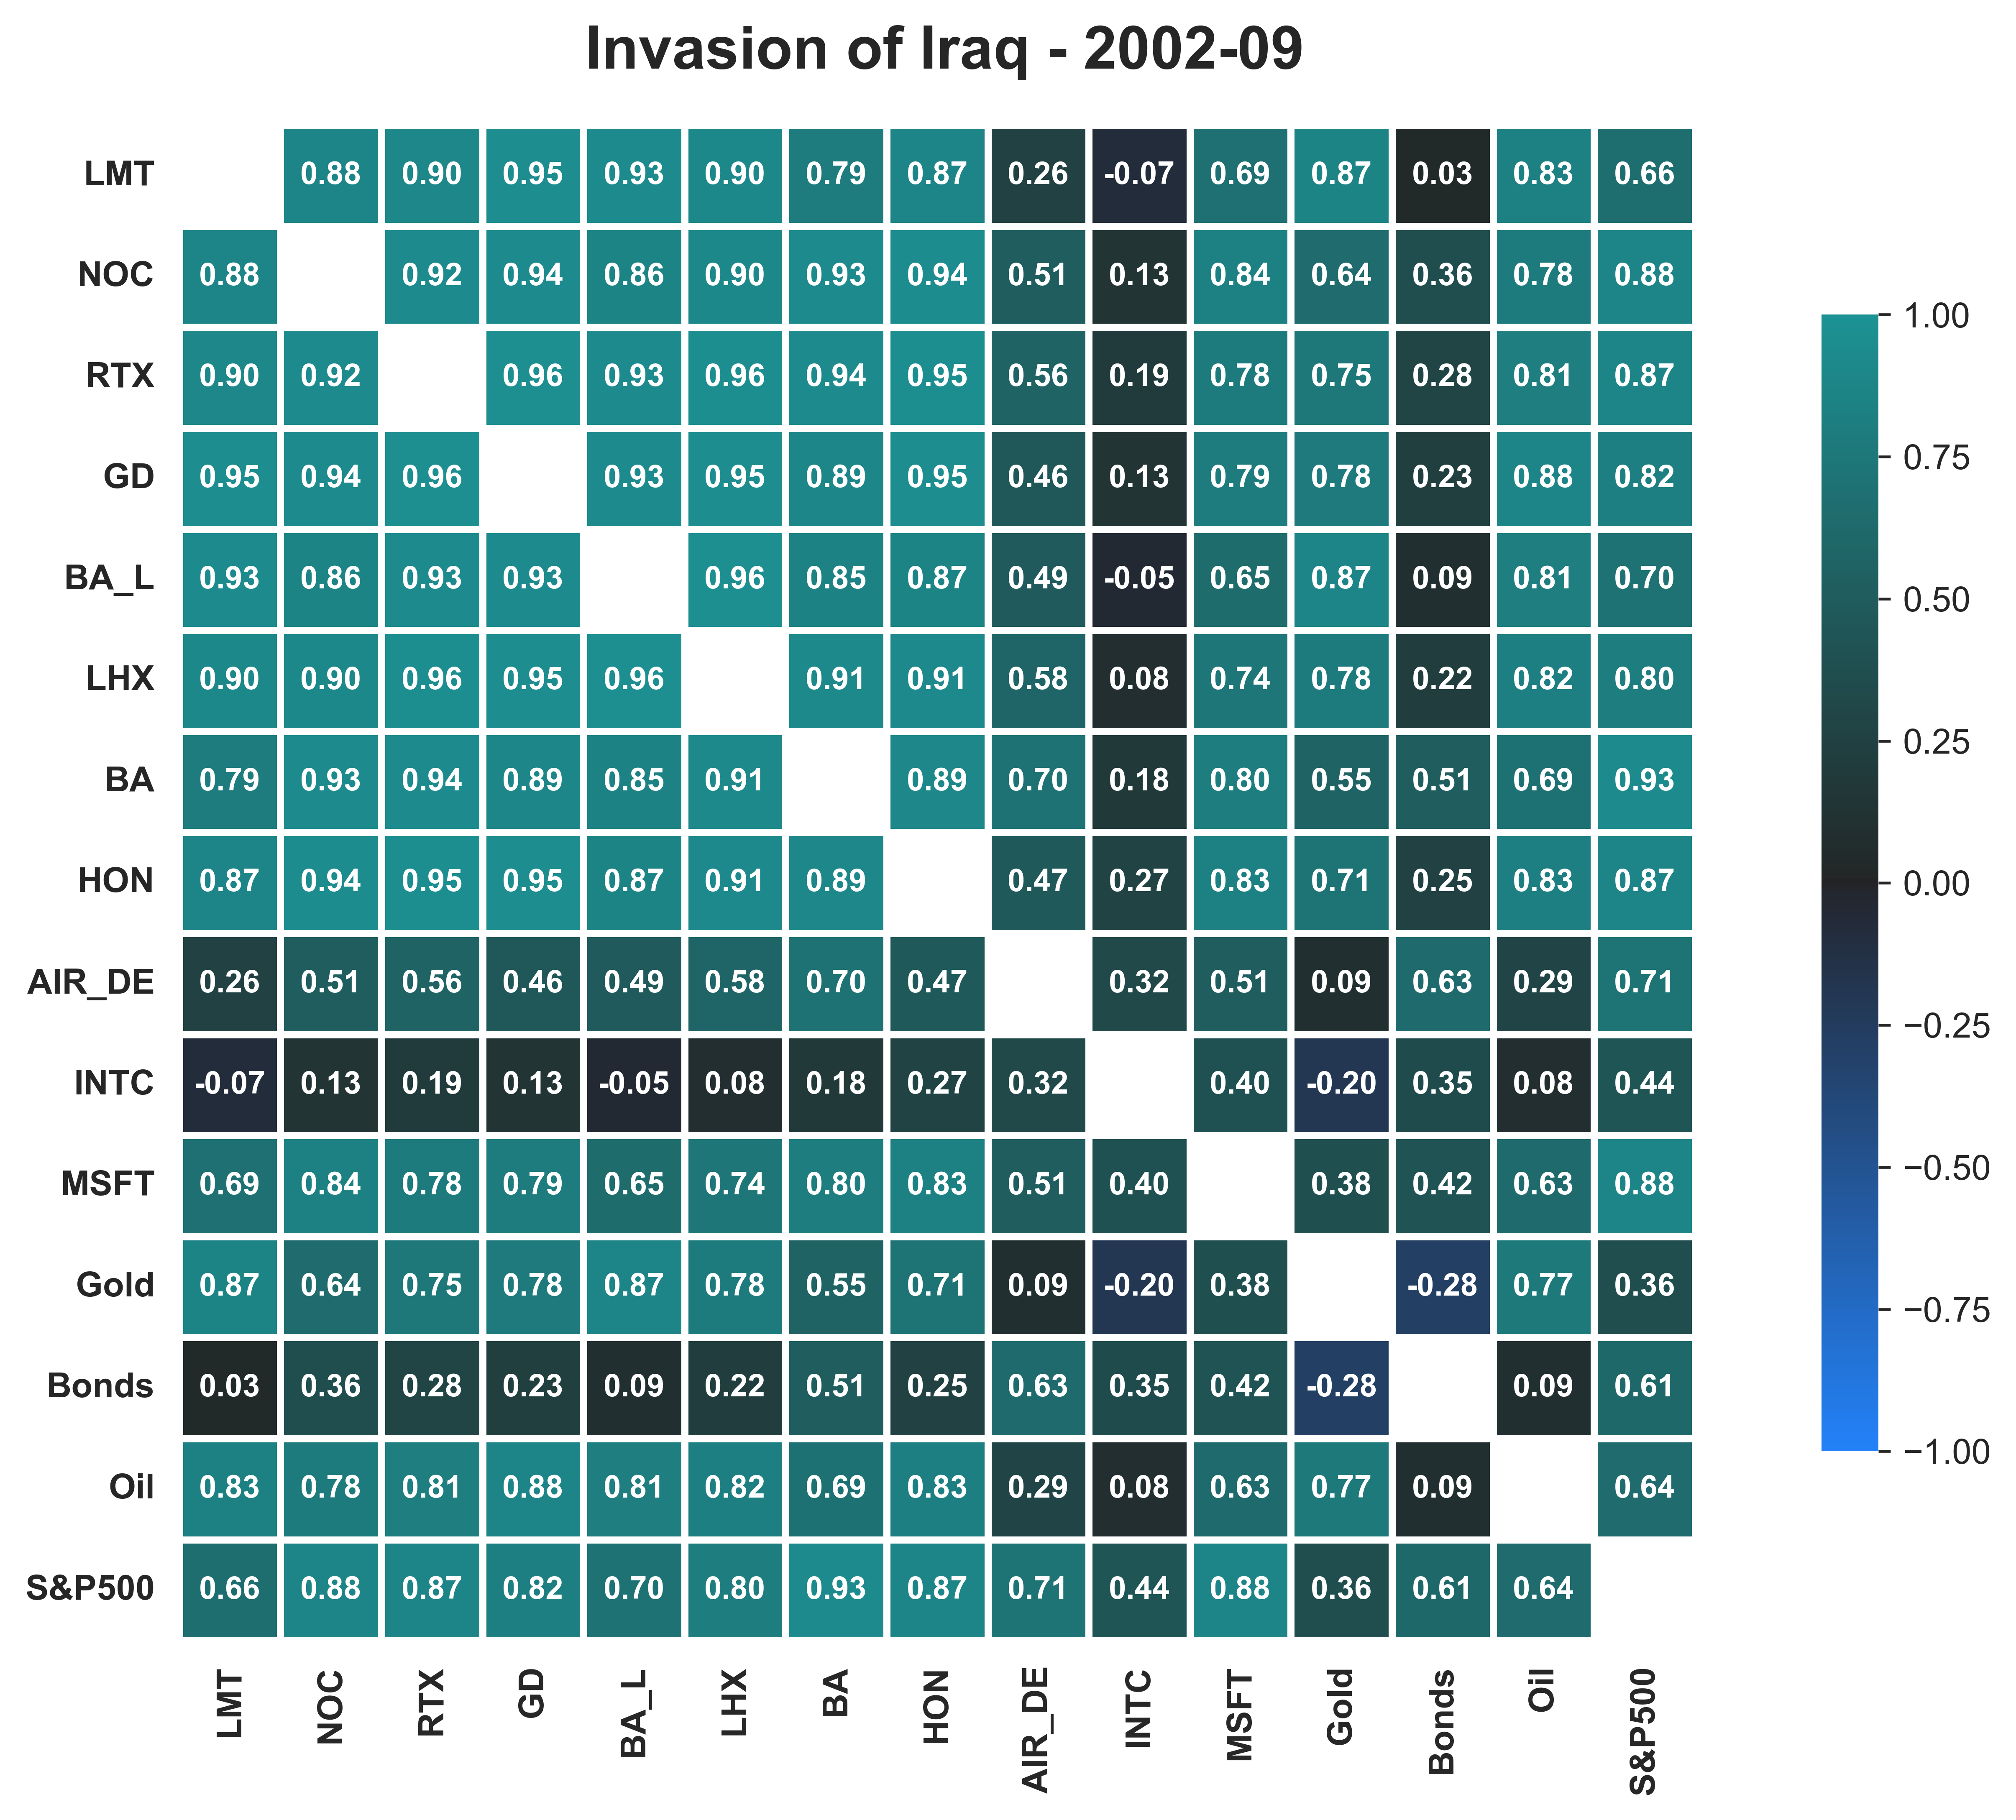 Invasion of Iraq - 2002-09
LMT 0.88 0.90 0.95 0.93 0.90 0.79 0.87 0.26 -0.07 0.69 0.87 0.03 0.83 0.66
NOC 0.88 0.92 0.94 0.86 0.90 0.93 0.94 0.51 0.13 0.84 0.64 0.36 0.78 0.88
RTX 0.90 0.92 0.96 0.93 0.96 0.94 0.95 0.56 0.19 0.78 0.75 0.28 0.81 0.87
GD 0.95 0.94 0.96 0.93 0.95 0.89 0.95 0.46 0.13 0.79 0.78 0.23 0.88 0.82
BA_L 0.93 0.86 0.93 0.93 0.96 0.85 0.87 0.49 -0.05 0.65 0.87 0.09 0.81 0.70
LHX 0.90 0.90 0.96 0.95 0.96 0.91 0.91 0.58 0.08 0.74 0.78 0.22 0.82 0.80
BA 0.79 0.93 0.94 0.89 0.85 0.91 0.89 0.70 0.18 0.80 0.55 0.51 0.69 0.93
HON 0.87 0.94 0.95 0.95 0.87 0.91 0.89 0.47 0.27 0.83 0.71 0.25 0.83 0.87
AIR_DE 0.26 0.51 0.56 0.46 0.49 0.58 0.70 0.47 0.32 0.51 0.09 0.63 0.29 0.71
INTC -0.07 0.13 0.19 0.13 -0.05 0.08 0.18 0.27 0.32 0.40 -0.20 0.35 0.08 0.44
MSFT 0.69 0.84 0.78 0.79 0.65 0.74 0.80 0.83 0.51 0.40 0.38 0.42 0.63 0.88
Gold 0.87 0.64 0.75 0.78 0.87 0.78 0.55 0.71 0.09 -0.20 0.38 -0.28 0.77 0.36
Bonds 0.03 0.36 0.28 0.23 0.09 0.22 0.51 0.25 0.63 0.35 0.42 -0.28 0.09 0.61
Oil 0.83 0.78 0.81 0.88 0.81 0.82 0.69 0.83 0.29 0.08 0.63 0.77 0.09 0.64
S&P500 0.66 0.88 0.87 0.82 0.70 0.80 0.93 0.87 0.71 0.44 0.88 0.36 0.61 0.64
LMT NOC RTX GD BA_L LHX BA HON AIR_DE INTC MSFT Gold Bonds Oil S&P500
1.00
0.75
0.50
0.25
0.00
−0.25
−0.50
−0.75
−1.00